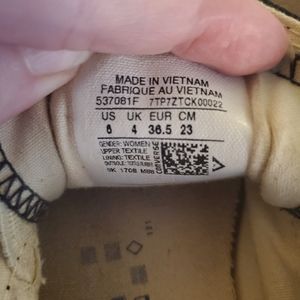 MADE IN VIETNAM
FABRIQUE AU VIETNAM
537081F 7TP7ZTCK00022
US UK EUR CM
6 4 36.5 23
GENDER: WOMEN
UPPER: TEXTILE
LINING: TEXTILE
CONVERSE